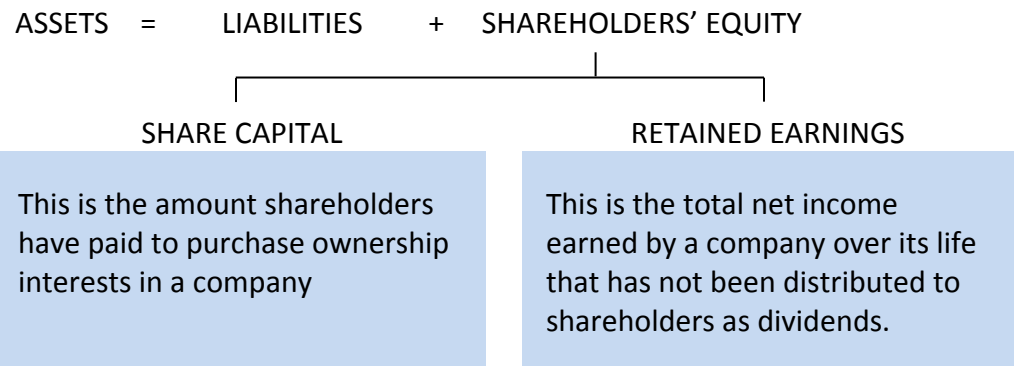 ASSETS = LIABILITIES + SHAREHOLDERS’ EQUITY
SHARE CAPITAL
RETAINED EARNINGS
This is the amount shareholders
have paid to purchase ownership
interests in a company
This is the total net income
earned by a company over its life
that has not been distributed to
shareholders as dividends.